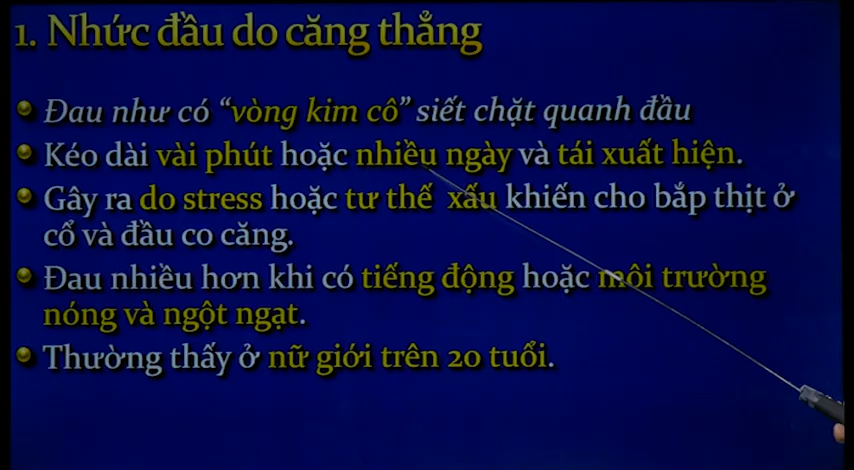 1. Nhức đầu do căng thẳng
Đau như có “vòng kim cô” siết chặt quanh đầu
Kéo dài vài phút hoặc nhiều ngày và tái xuất hiện.
Gây ra do stress hoặc tư thế xấu khiến cho bắp thịt ở
cổ và đầu co căng.
Đau nhiều hơn khi có tiếng động hoặc môi trường
nóng và ngột ngạt.
Thường thấy ở nữ giới trên 20 tuổi.